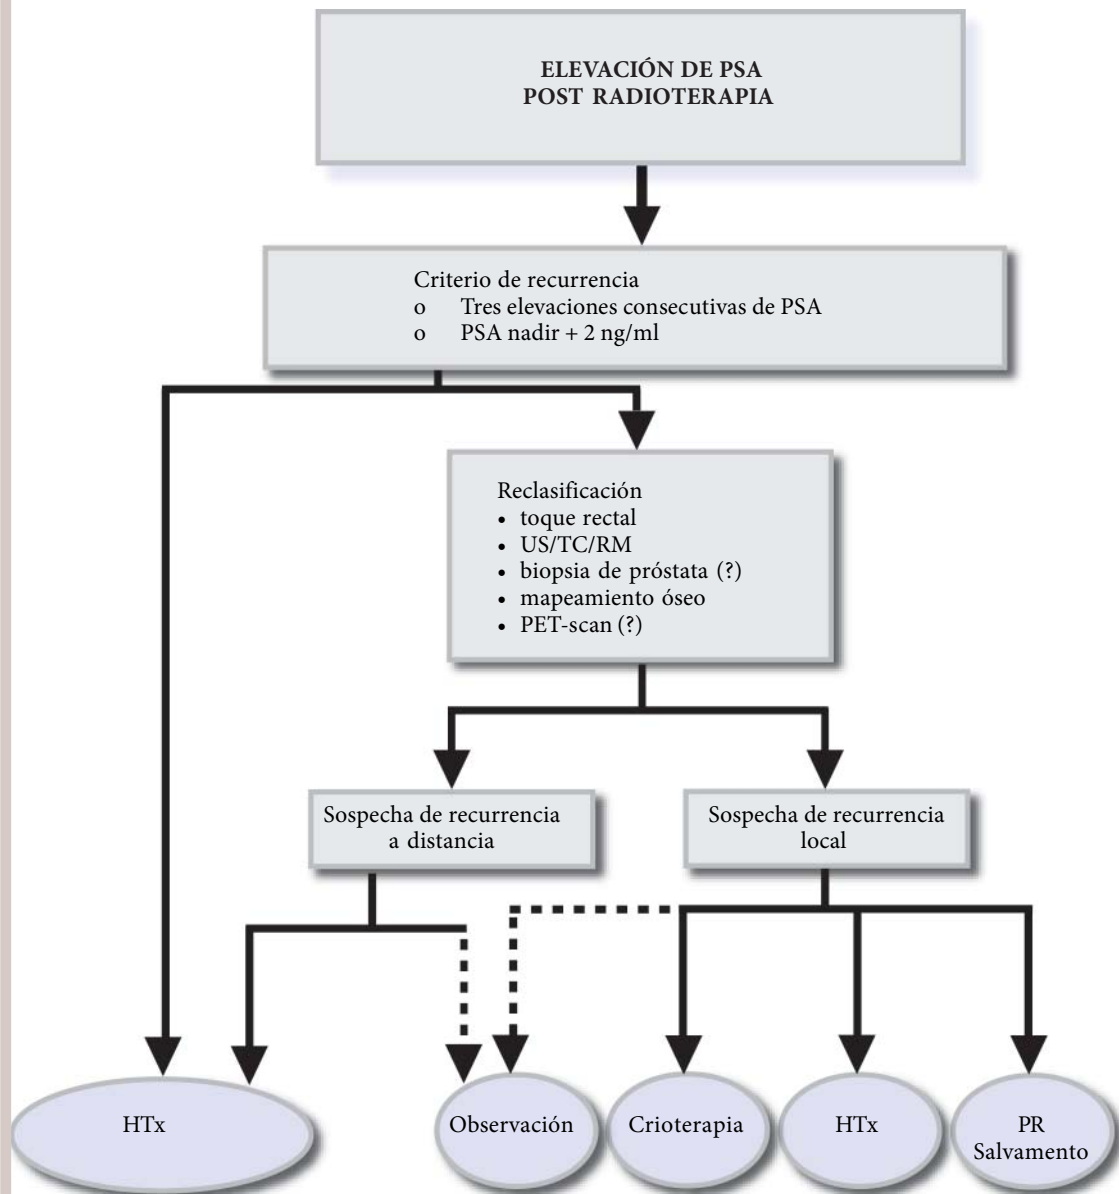 ELEVACIÓN DE PSA
POST RADIOTERAPIA
Criterio de recurrencia
o Tres elevaciones consecutivas de PSA
o PSA nadir + 2 ng/ml
Reclasificación
• toque rectal
• US/TC/RM
• biopsia de próstata (?)
• mapeamiento óseo
• PET-scan (?)
Sospecha de recurrencia
a distancia
Sospecha de recurrencia
local
HTx
Observación
Crioterapia
HTx
PR
Salvamento